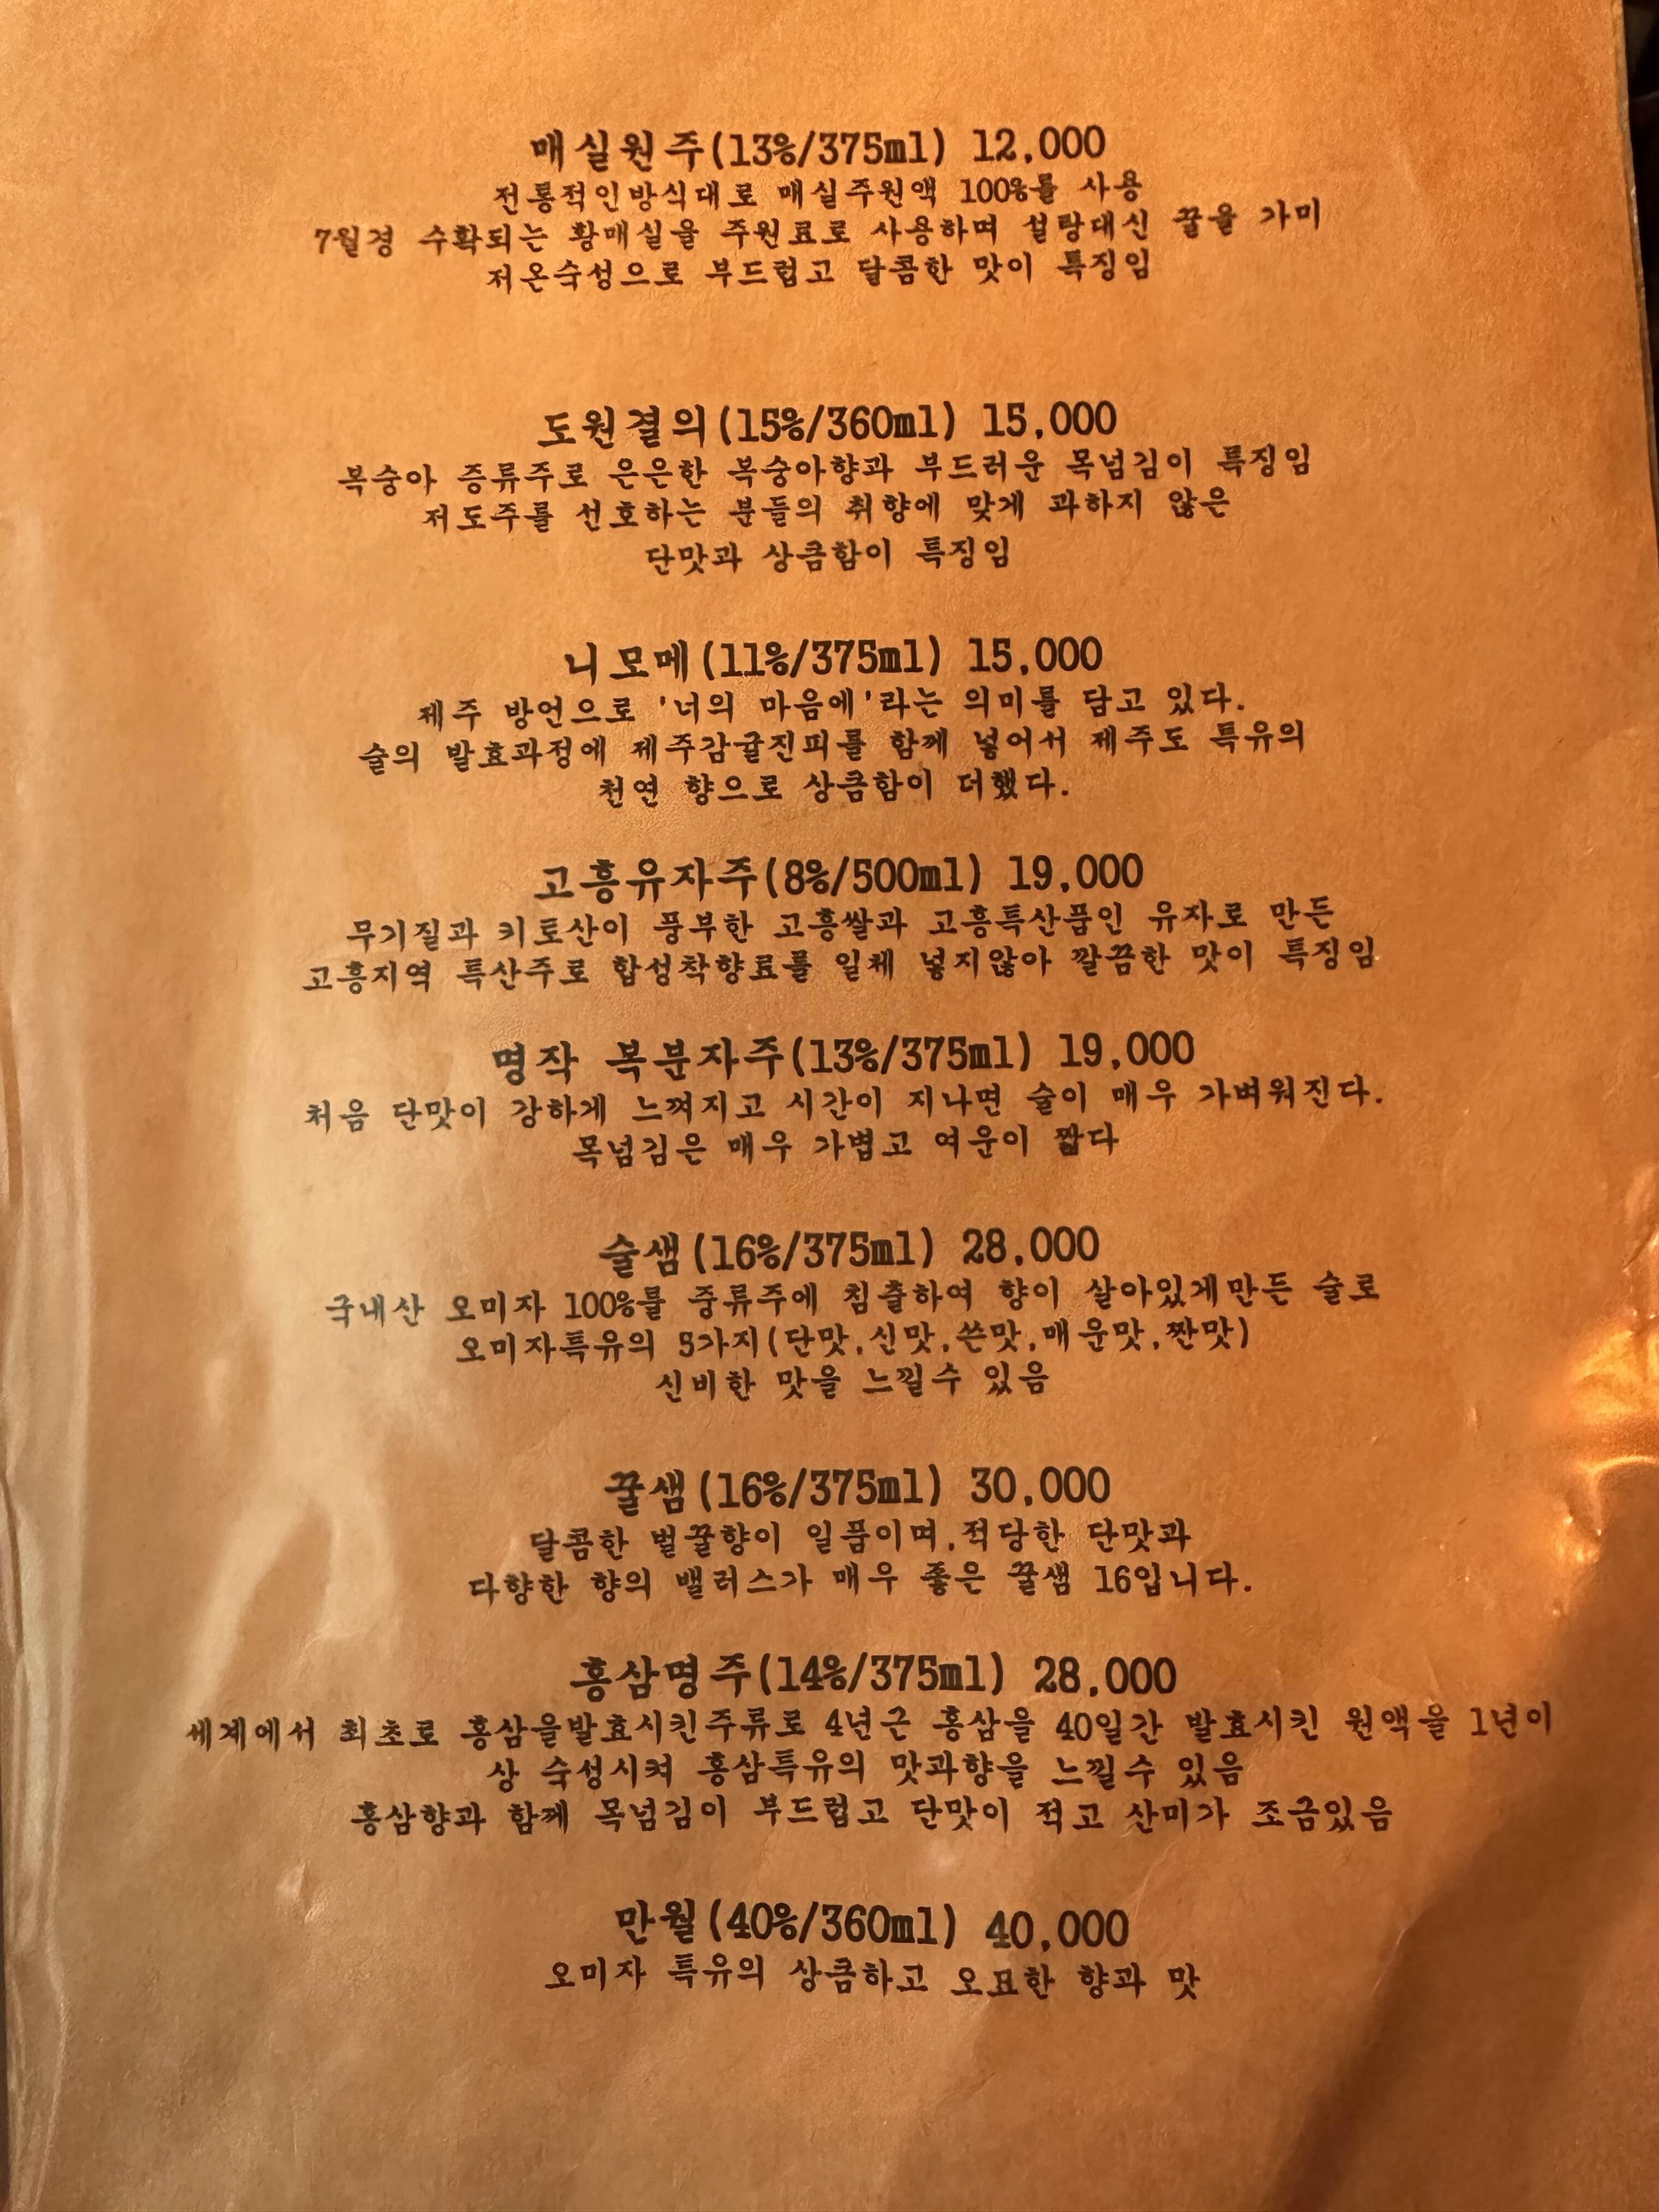 매실원주(13%/375ml) 12,000
전통적인방식대로 매실주원액 100%를 사용
7월경 수확되는 황매실을 주원료로 사용하며 설탕대신 꿀을 가미
저온숙성으로 부드럽고 달콤한 맛이 특징임
도원결의(15%/360ml) 15,000
복숭아 증류주로 은은한 복숭아향과 부드러운 목넘김이 특징임
저도주를 선호하는 분들의 취향에 맞게 과하지 않은
단맛과 상큼함이 특징임
니모메(11%/375ml) 15,000
제주 방언으로 '너의 마음에'라는 의미를 담고 있다.
술의 발효과정에 제주감귤진피를 함께 넣어서 제주도 특유의
천연 향으로 상큼함이 더했다.
고흥유자주(8%/500ml) 19,000
무기질과 키토산이 풍부한 고흥쌀과 고흥특산품인 유자로 만든
고흥지역 특산주로 합성착향료를 일체 넣지않아 깔끔한 맛이 특징임
명작 복분자주(13%/375ml) 19,000
처음 단맛이 강하게 느껴지고 시간이 지나면 술이 매우 가벼워진다.
목넘김은 매우 가볍고 여운이 짧다
술샘(16%/375ml) 28,000
국내산 오미자 100%를 중류주에 침출하여 향이 살아있게만든 술로
오미자특유의 5가지(단맛,신맛,쓴맛,매운맛,짠맛)
신비한 맛을 느낄수 있음
꿀샘(16%/375ml) 30,000
달콤한 벌꿀향이 일품이며,적당한 단맛과
다향한 향의 밸러스가 매우 좋은 꿀샘 16입니다.
홍삼명주(14%/375ml) 28,000
세계에서 최초로 홍삼을발효시킨주류로 4년근 홍삼을 40일간 발효시킨 원액을 1년이
상 숙성시켜 홍삼특유의 맛과향을 느낄수 있음
홍삼향과 함께 목넘김이 부드럽고 단맛이 적고 산미가 조금있음
만월(40%/360ml) 40,000
오미자 특유의 상큼하고 오묘한 향과 맛